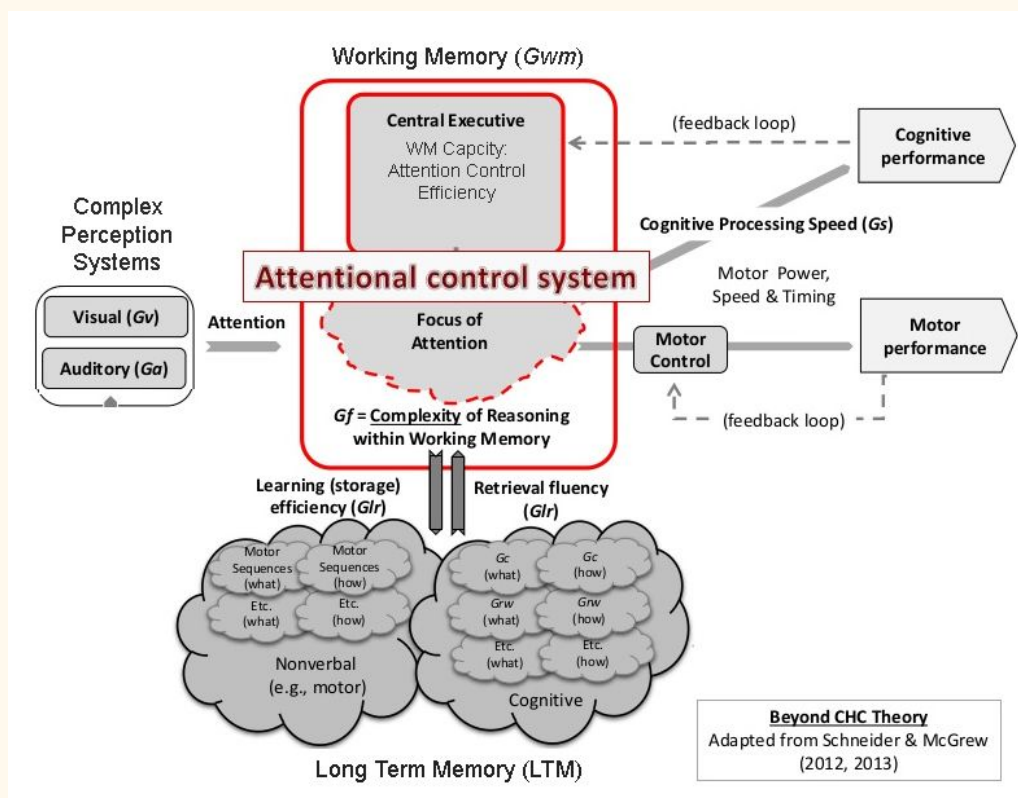 Working Memory (Gwm)
Central Executive
WM Capcity:
Attention Control
Efficiency
(feedback loop)
Cognitive
performance
Complex
Perception
Systems
Cognitive Processing Speed (Gs)
Attentional control system
Motor Power,
Speed & Timing
Visual (Gv)
Auditory (Ga)
Attention
Focus of
Attention
Motor
Control
Motor
performance
(feedback loop)
Gf = Complexity of Reasoning
within Working Memory
Learning (storage)
efficiency (Glr)
Retrieval fluency
(Glr)
Motor
Sequences
(what)
Motor
Sequences
(how)
Etc.
(what)
Etc.
(how)
Nonverbal
(e.g., motor)
Gc
(what)
Gc
(how)
Grw
(what)
Grw
(how)
Etc.
(what)
Etc.
(how)
Cognitive
Long Term Memory (LTM)
Beyond CHC Theory
Adapted from Schneider & McGrew
(2012, 2013)